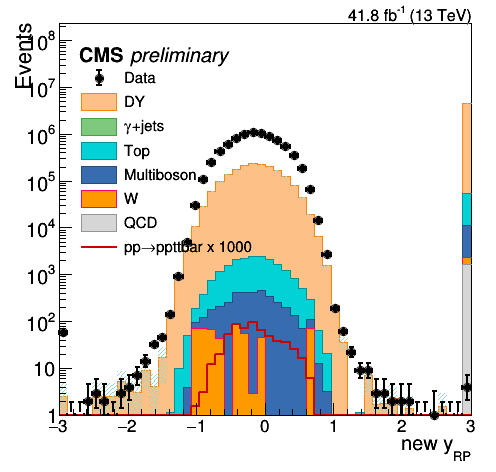 41.8 fb⁻¹ (13 TeV)
Events
CMS preliminary
Data
DY
γ+jets
Top
Multiboson
W
QCD
pp→ppttbar x 1000
10⁸
10⁷
10⁶
10⁵
10⁴
10³
10²
10
1
−3 −2 −1 0 1 2 3
new y_RP